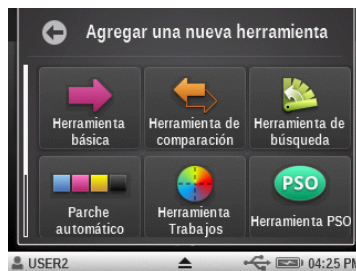 Agregar una nueva herramienta
Herramienta
básica
Herramienta de
comparación
Herramienta de
búsqueda
Parche
automático
Herramienta
Trabajos
PSO
Herramienta PSO
USER2
04:25 PM